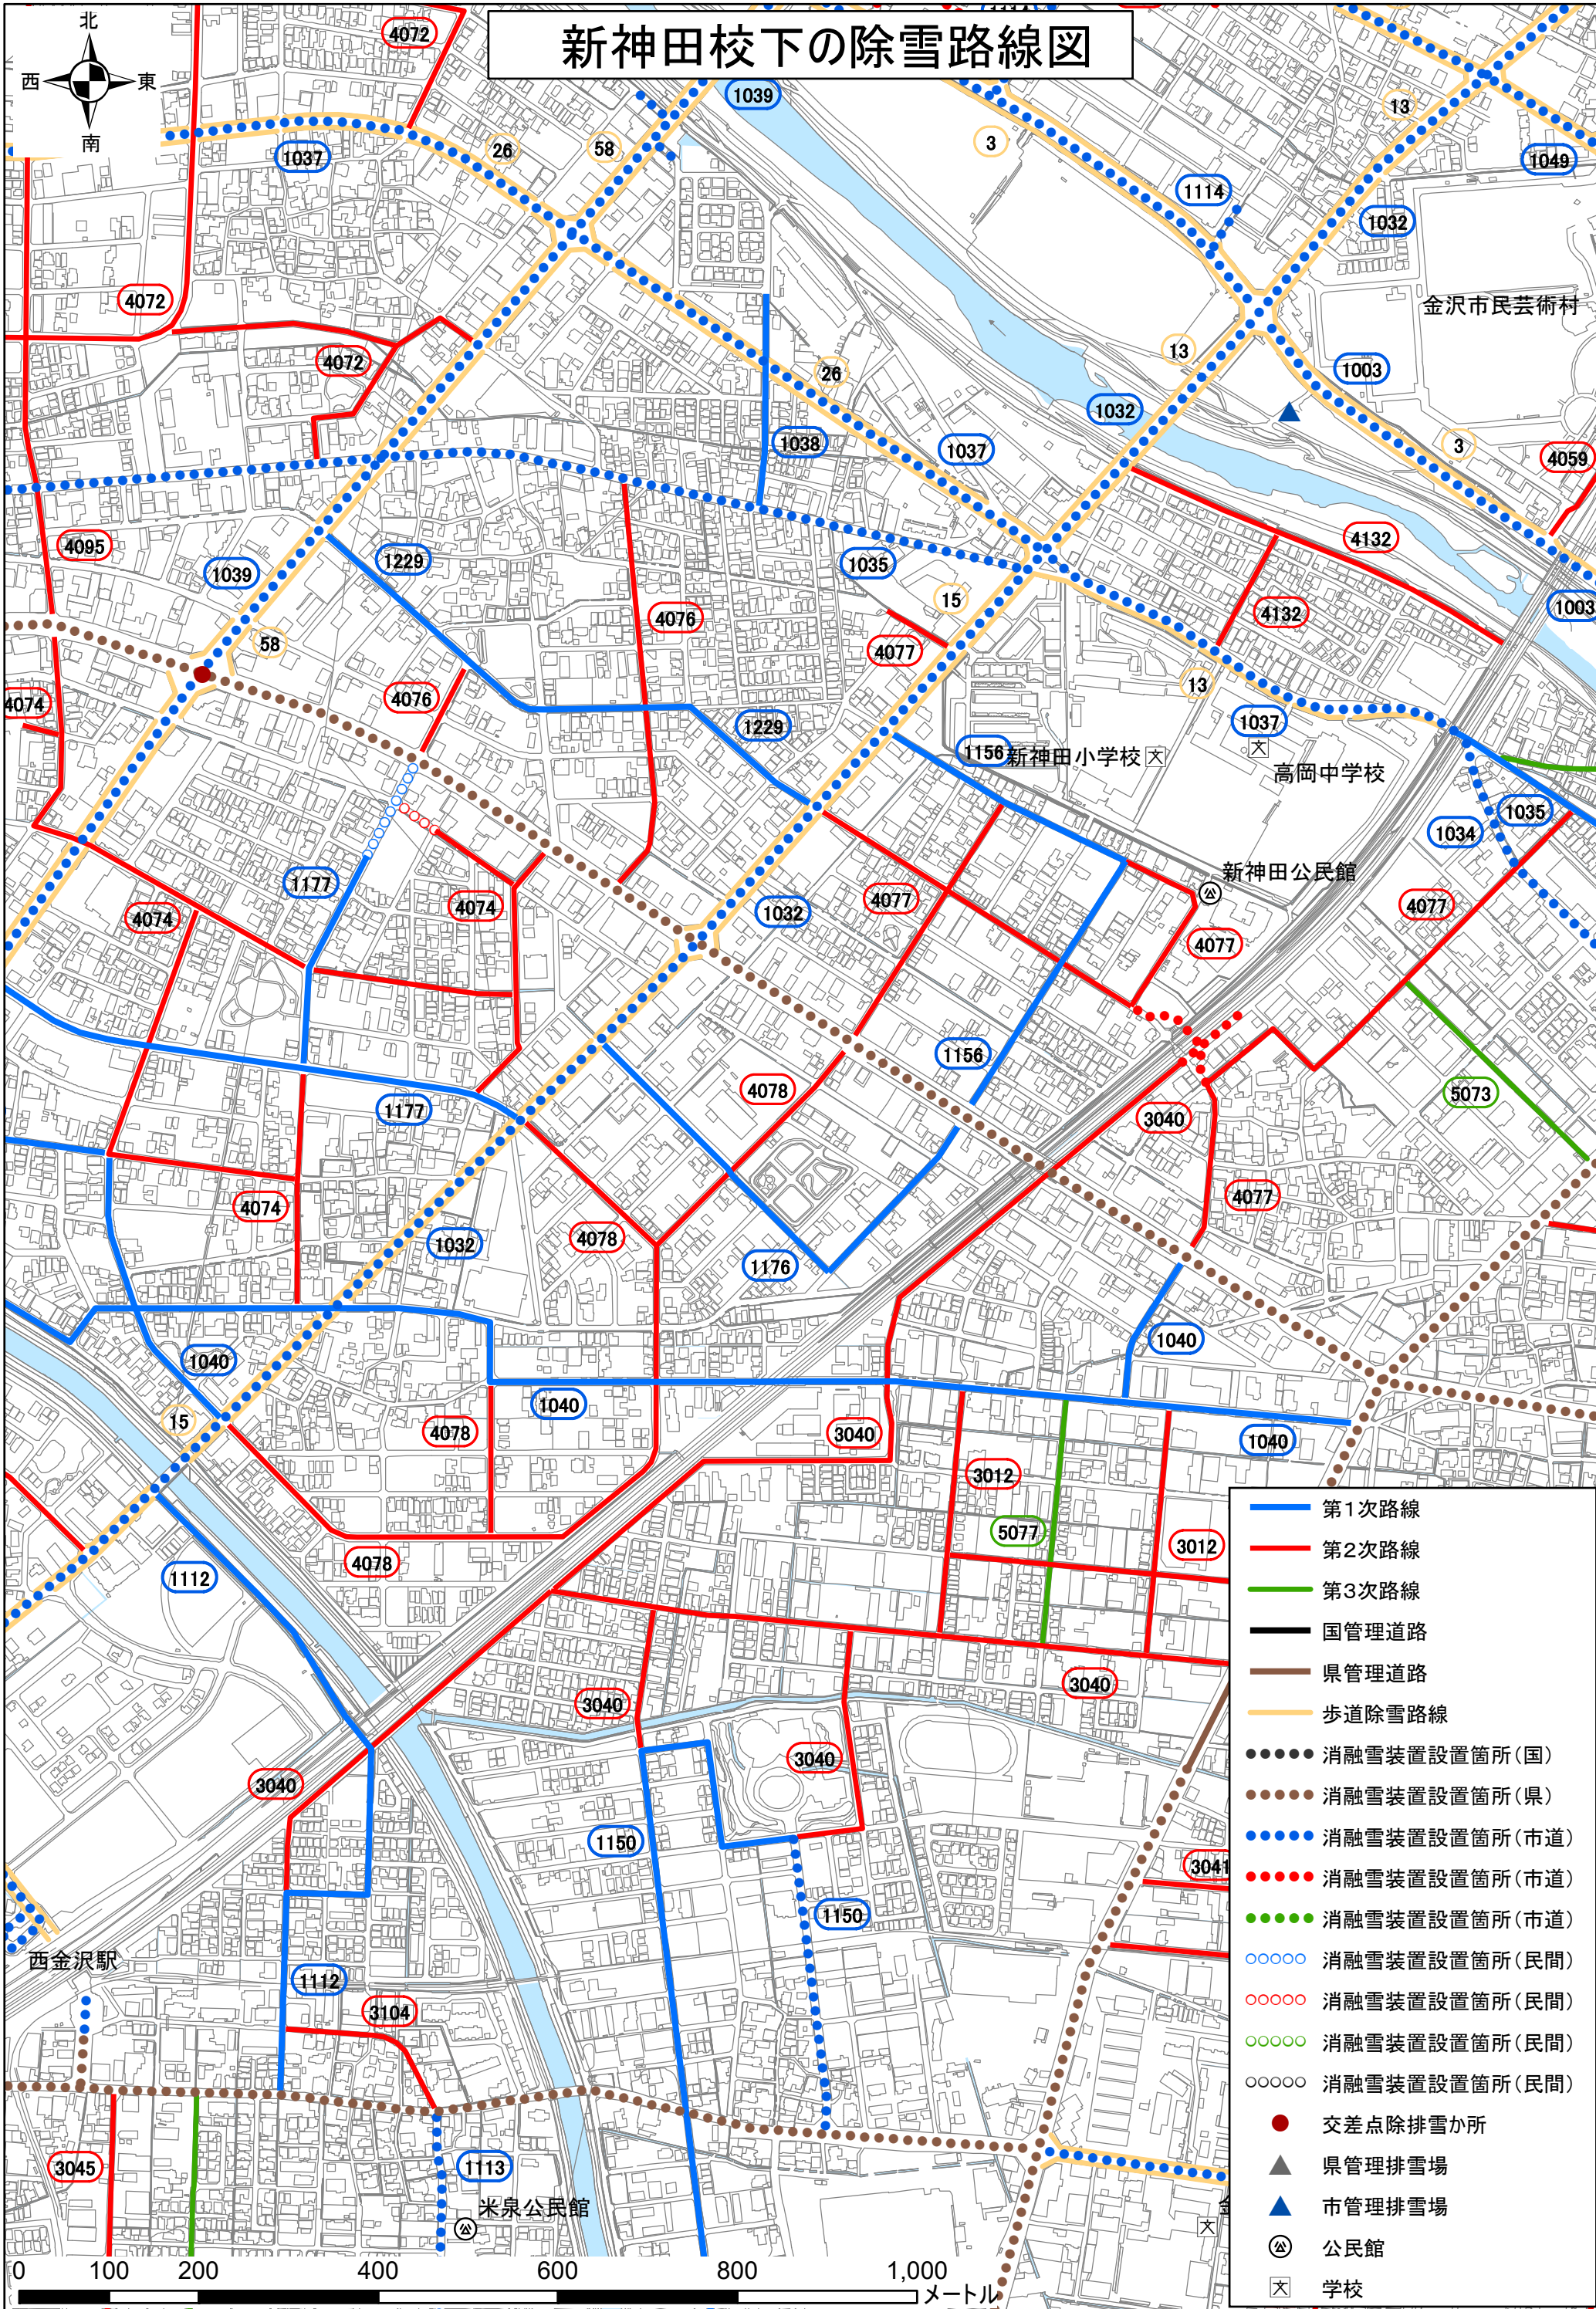 新神田校下の除雪路線図
北
西 東
南
4072
1114
1039
13
26
58
3
1037
1049
1114
1032
4072
金沢市民芸術村
4072
13
1003
26
1032
1038
1037
3
4059
4095
1229
1035
4132
1039
15
4132
1003
58
4076
4077
4074
4076
13
1229
1037
1156
新神田小学校 文
文
高岡中学校
1035
1034
1177
新神田公民館
4074
4074
1032
4077
4077
4077
1156
4078
5073
1177
3040
4074
4077
1032
4078
1176
1040
1040
1040
15
4078
3040
1040
3012
5077
3012
4078
1112
3040
3040
3040
3040
1150
3041
1150
西金沢駅
1112
3104
3045
1113
米泉公民館
金
文
第1次路線
第2次路線
第3次路線
国管理道路
県管理道路
歩道除雪路線
消融雪装置設置箇所(国)
消融雪装置設置箇所(県)
消融雪装置設置箇所(市道)
消融雪装置設置箇所(市道)
消融雪装置設置箇所(市道)
消融雪装置設置箇所(民間)
消融雪装置設置箇所(民間)
消融雪装置設置箇所(民間)
消融雪装置設置箇所(民間)
交差点除排雪か所
県管理排雪場
市管理排雪場
公民館
文 学校
0 100 200 400 600 800 1,000
メートル